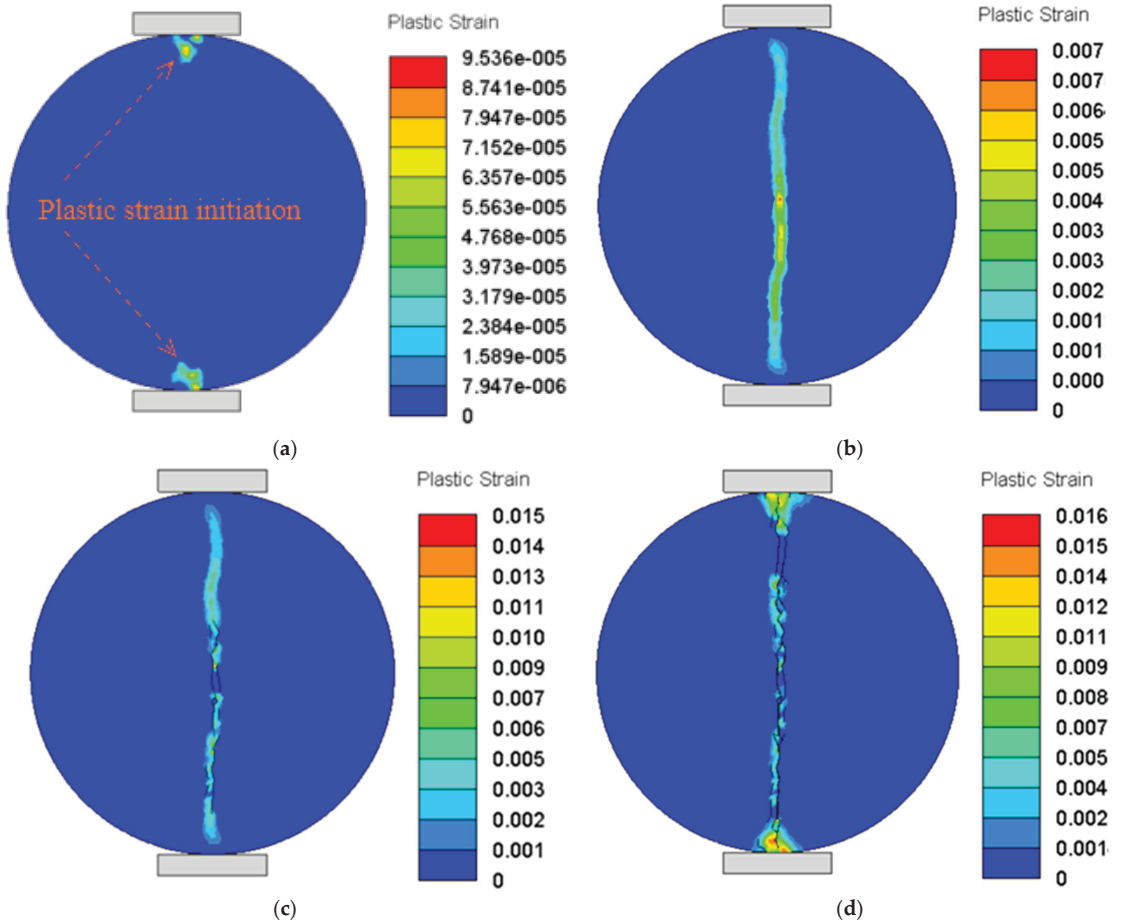 Plastic Strain
9.536e-005
8.741e-005
7.947e-005
7.152e-005
6.357e-005
5.563e-005
4.768e-005
3.973e-005
3.179e-005
2.384e-005
1.589e-005
7.947e-006
0
Plastic strain initiation
(a)
Plastic Strain
0.007
0.007
0.006
0.005
0.005
0.004
0.003
0.003
0.002
0.001
0.001
0.000
0
(b)
Plastic Strain
0.015
0.014
0.013
0.011
0.010
0.009
0.007
0.006
0.005
0.003
0.002
0.001
0
(c)
Plastic Strain
0.016
0.015
0.014
0.012
0.011
0.009
0.008
0.007
0.005
0.004
0.003
0.001
0
(d)